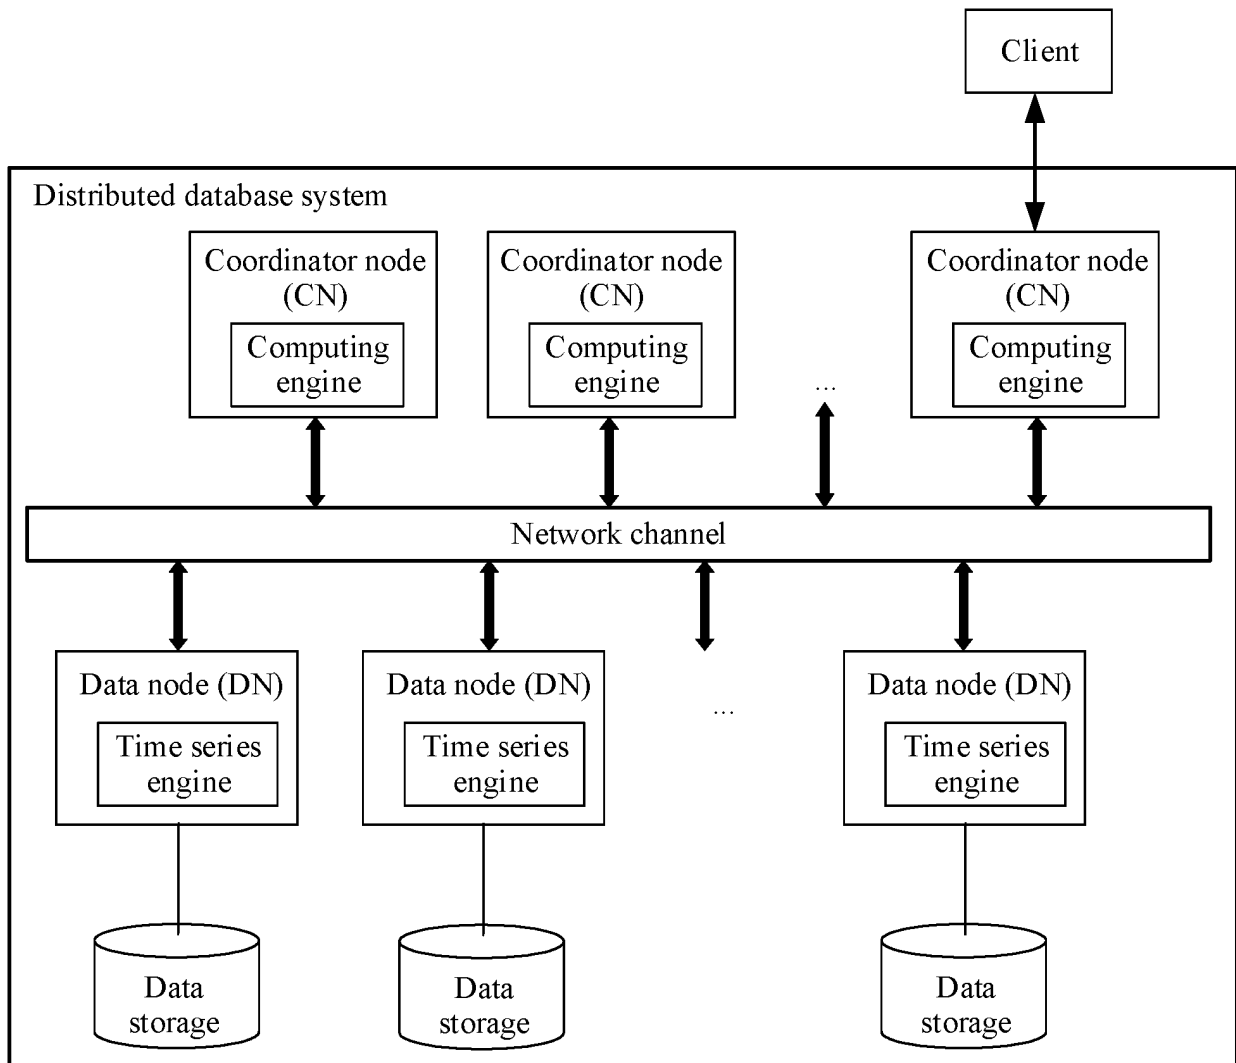 Client
Distributed database system
Coordinator node
(CN)
Computing
engine
Coordinator node
(CN)
Computing
engine
...
Coordinator node
(CN)
Computing
engine
Network channel
Data node (DN)
Time series
engine
Data node (DN)
Time series
engine
...
Data node (DN)
Time series
engine
Data
storage
Data
storage
Data
storage